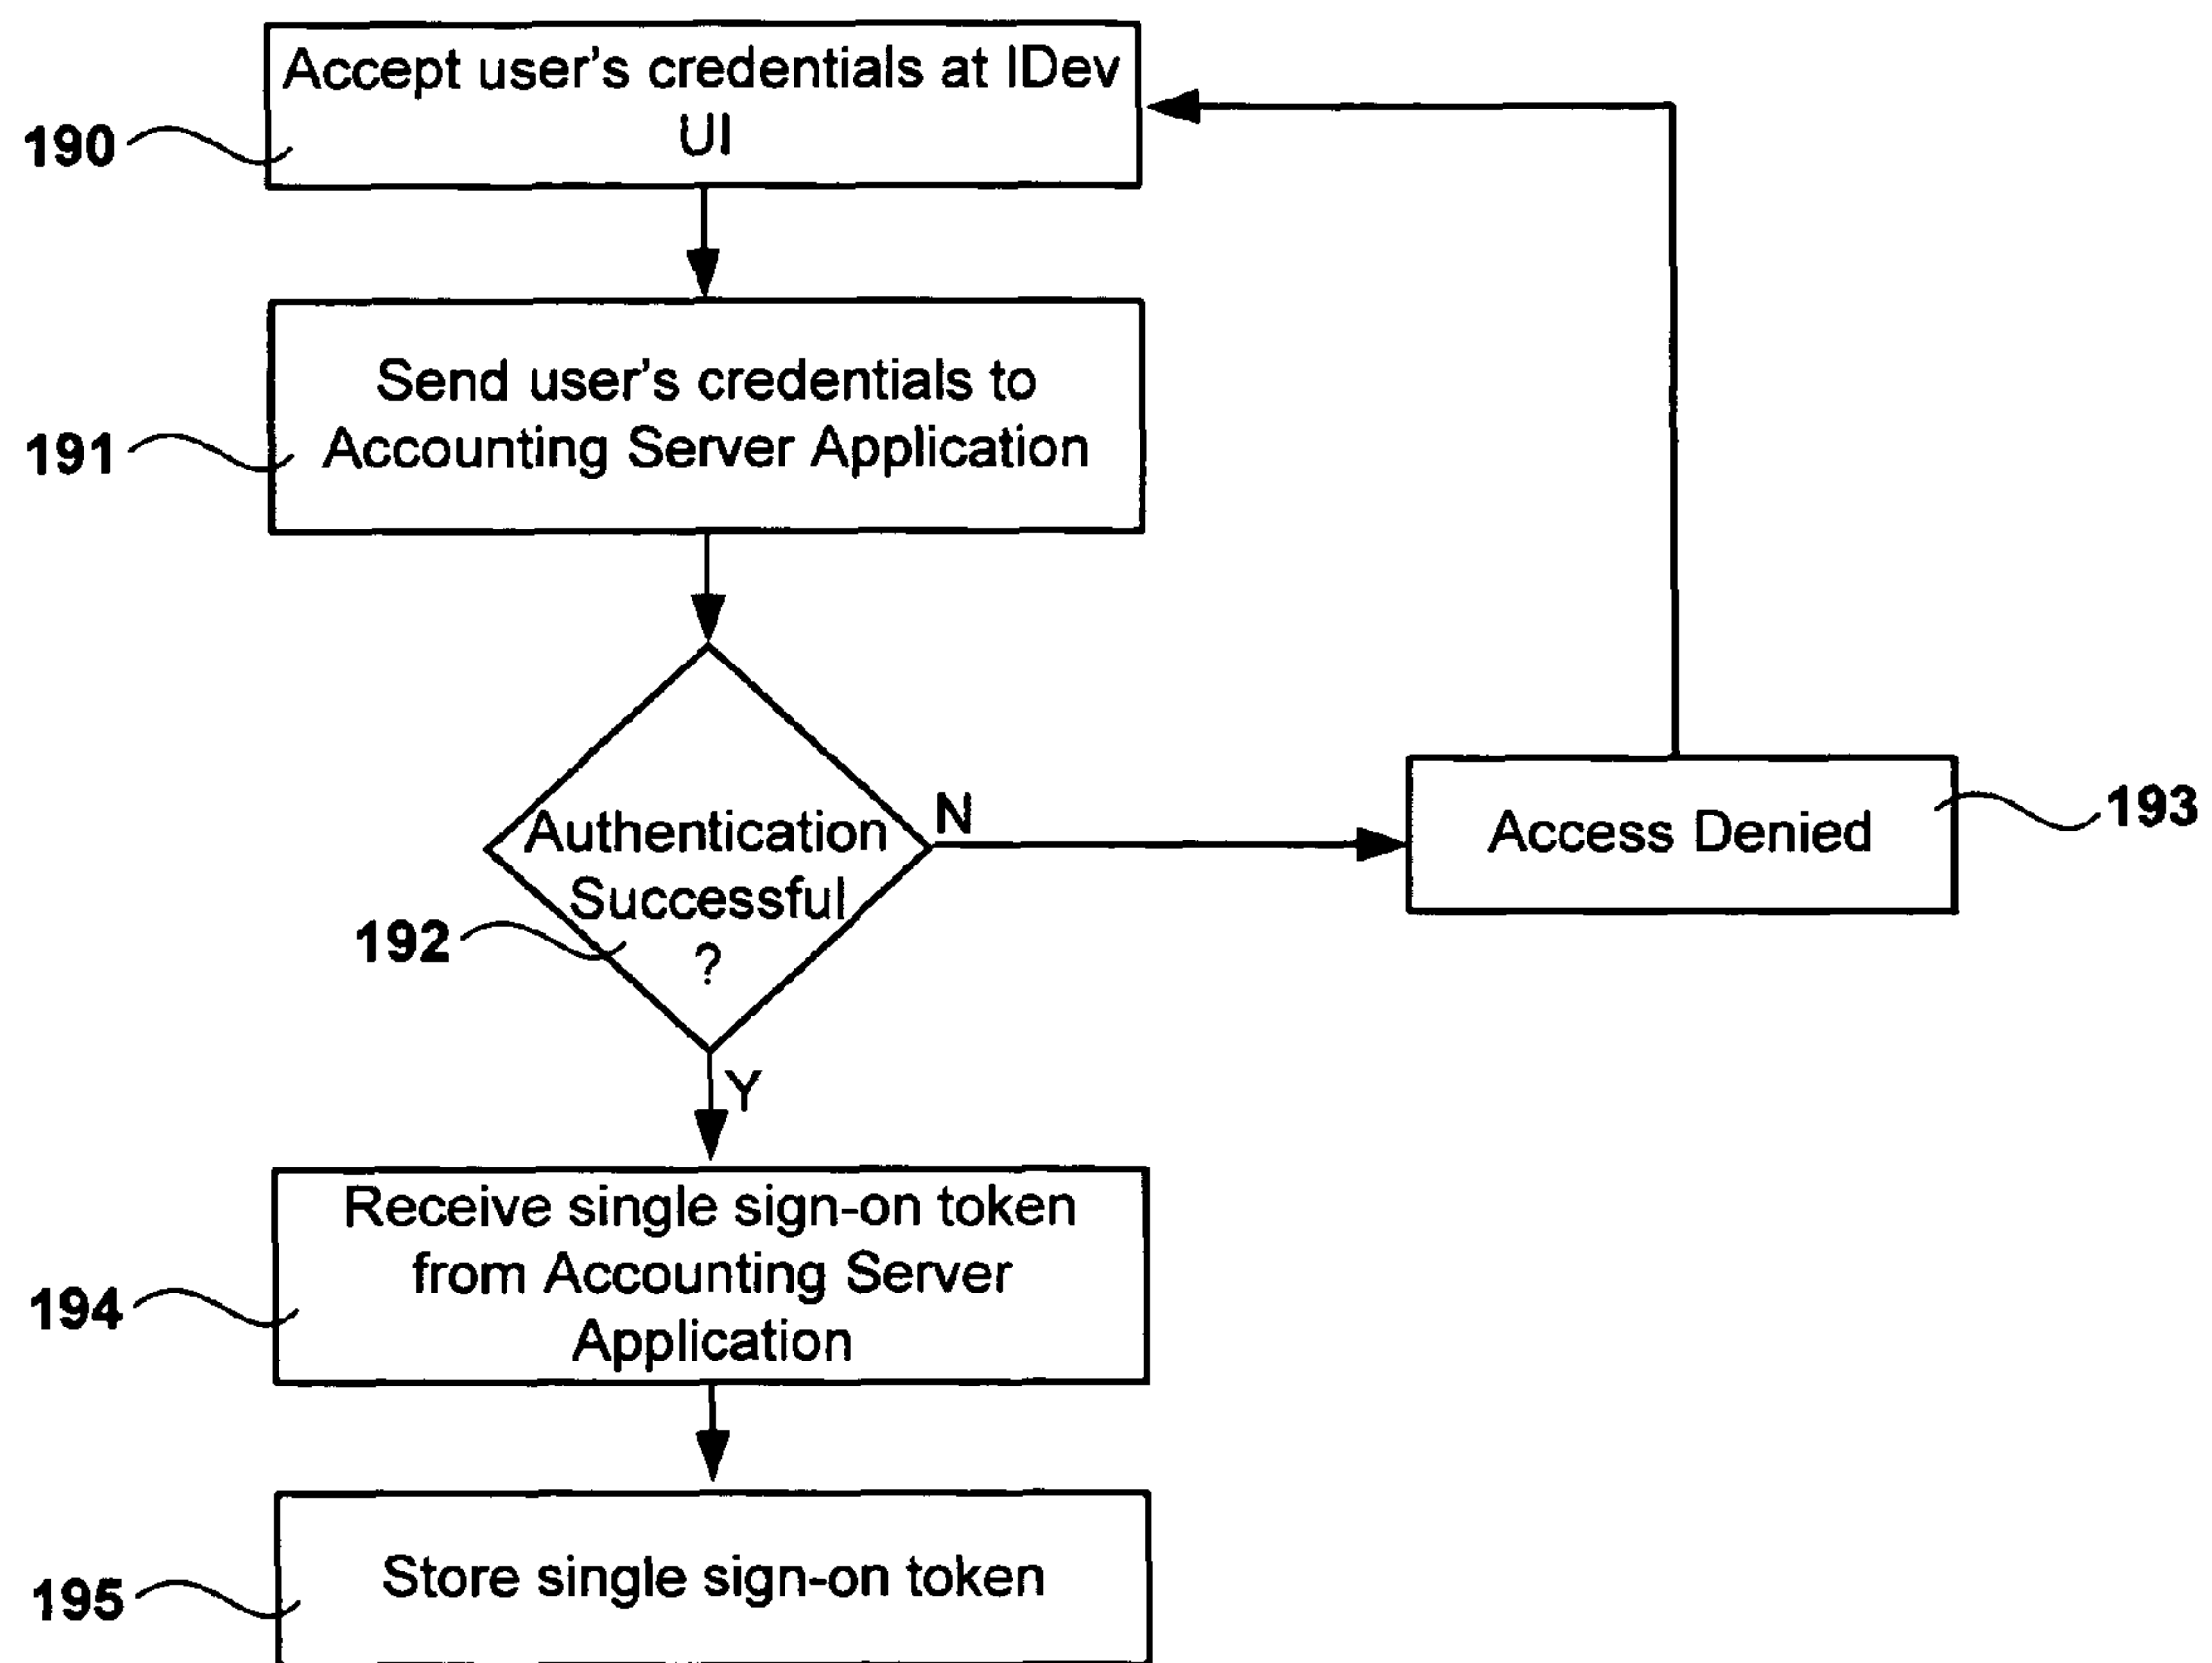 Accept user's credentials at IDev
UI
190
Send user's credentials to
Accounting Server Application
191
Authentication
Successful
?
192
N
Access Denied
193
Y
Receive single sign-on token
from Accounting Server
Application
194
Store single sign-on token
195